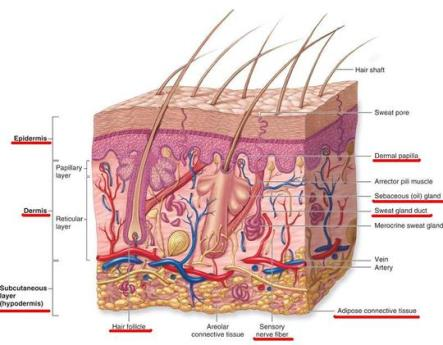 Hair shaft
Sweat pore
Epidermis
Dermal papilla
Papillary
layer
Arrector pili muscle
Sebaceous (oil) gland
Dermis
Sweat gland duct
Reticular
layer
Merocrine sweat gland
Vein
Artery
Subcutaneous
layer
(hypodermis)
Adipose connective tissue
Hair follicle
Areolar
connective tissue
Sensory
nerve fiber